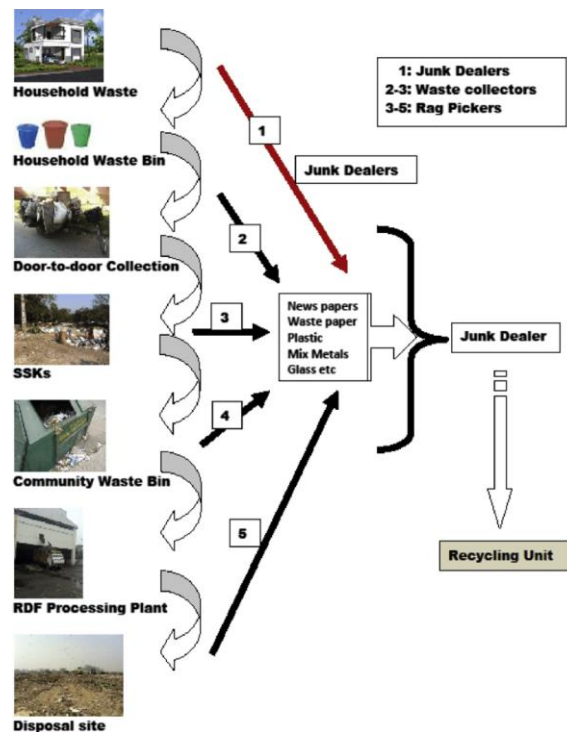 Household Waste
Household Waste Bin
Door-to-door Collection
SSKs
Community Waste Bin
RDF Processing Plant
Disposal site
1
2
3
4
5
1: Junk Dealers
2-3: Waste collectors
3-5: Rag Pickers
Junk Dealers
News papers
Waste paper
Plastic
Mix Metals
Glass etc
Junk Dealer
Recycling Unit